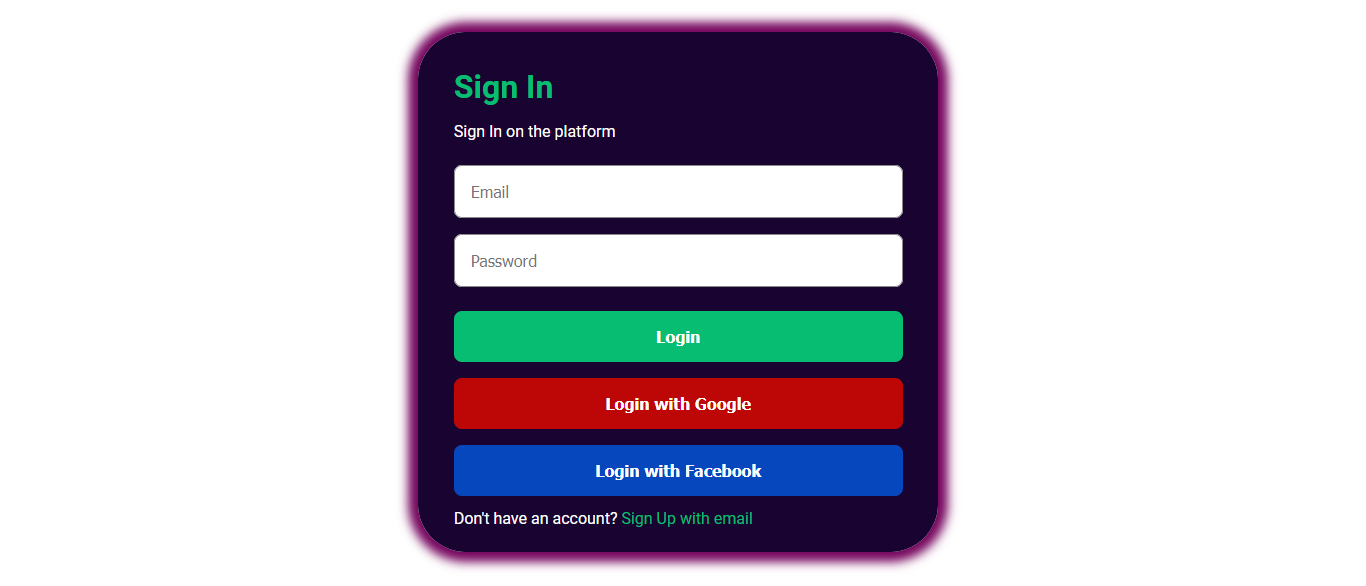 Sign In
Sign In on the platform
Email
Password
Login
Login with Google
Login with Facebook
Don't have an account? Sign Up with email